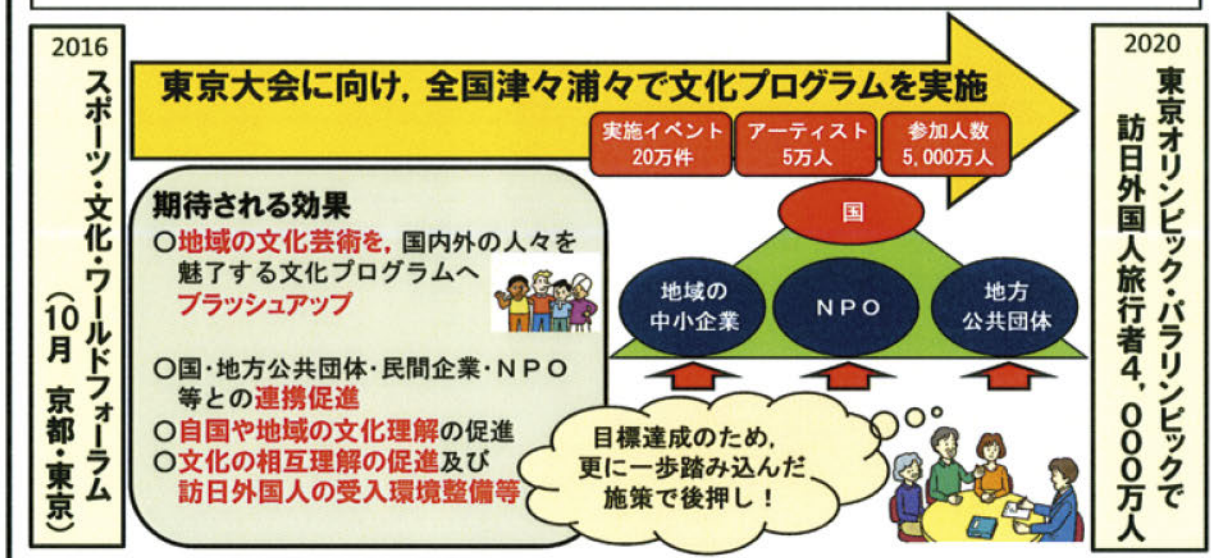 2016
スポーツ・文化・ワールドフォーラム
（10月 京都・東京）
東京大会に向け，全国津々浦々で文化プログラムを実施
実施イベント
20万件
アーティスト
5万人
参加人数
5,000万人
期待される効果
○地域の文化芸術を，国内外の人々を
魅了する文化プログラムへ
ブラッシュアップ
○国・地方公共団体・民間企業・ＮＰＯ
等との連携促進
○自国や地域の文化理解の促進
○文化の相互理解の促進及び
訪日外国人の受入環境整備等
国
地域の
中小企業
ＮＰＯ
地方
公共団体
目標達成のため，
更に一歩踏み込んだ
施策で後押し！
2020
東京オリンピック・パラリンピックで
訪日外国人旅行者４，０００万人